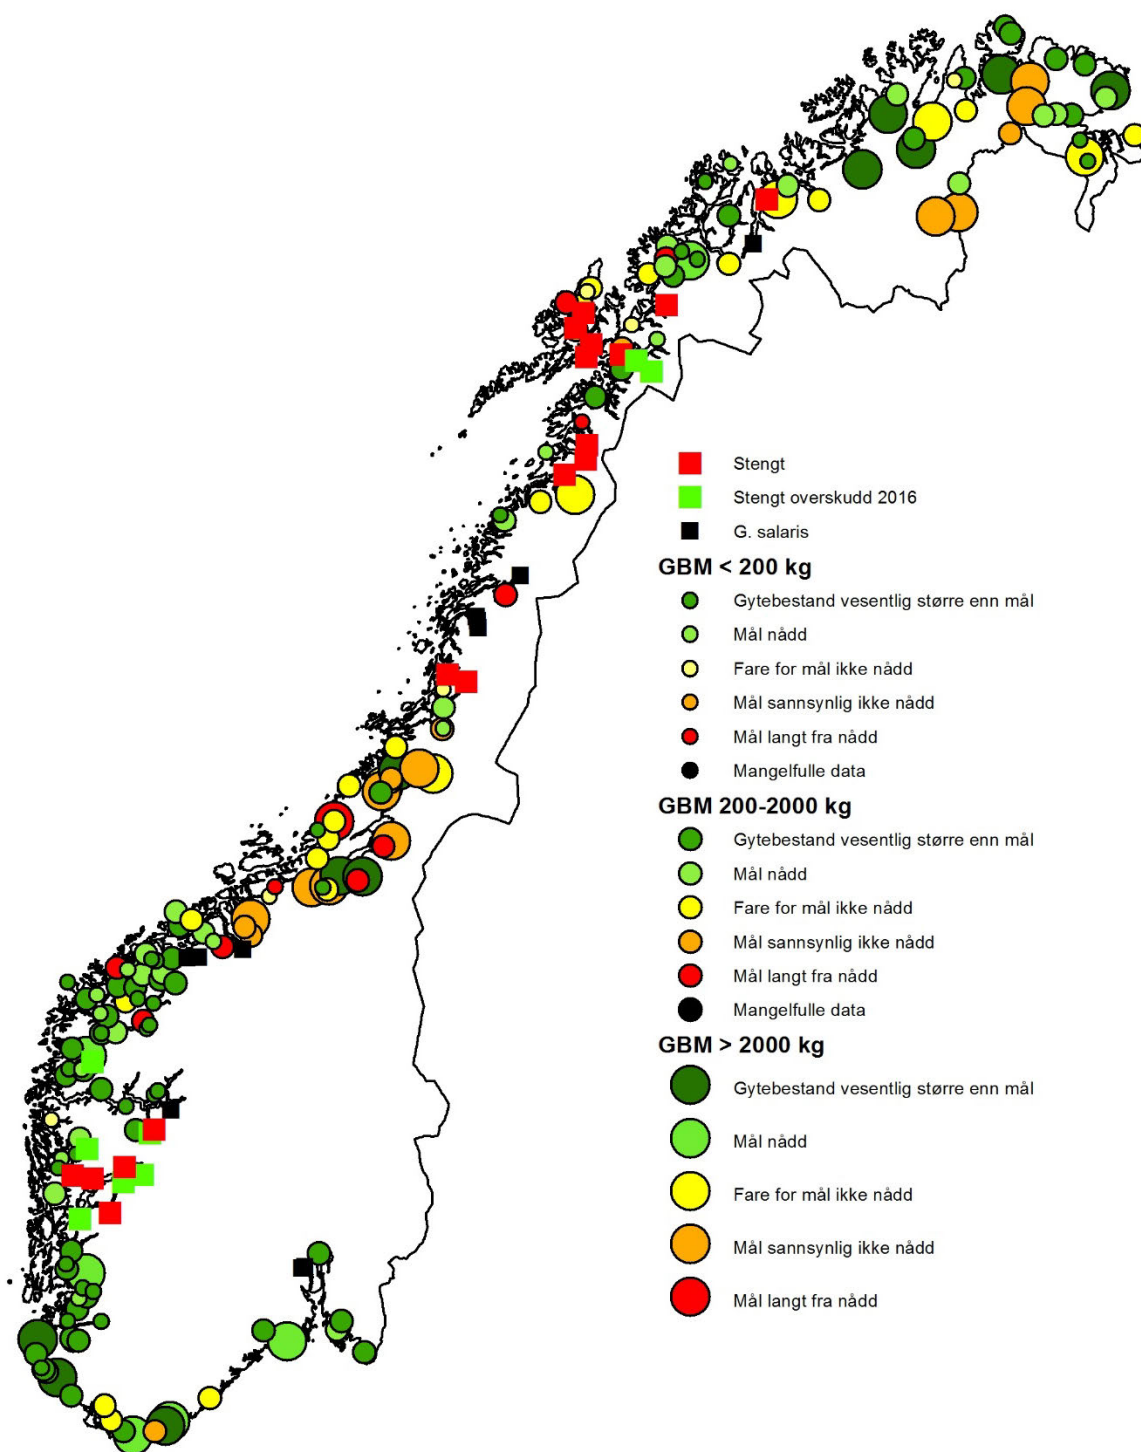 Stengt
Stengt overskudd 2016
G. salaris
GBM < 200 kg
Gytebestand vesentlig større enn mål
Mål nådd
Fare for mål ikke nådd
Mål sannsynlig ikke nådd
Mål langt fra nådd
Mangelfulle data
GBM 200-2000 kg
Gytebestand vesentlig større enn mål
Mål nådd
Fare for mål ikke nådd
Mål sannsynlig ikke nådd
Mål langt fra nådd
Mangelfulle data
GBM > 2000 kg
Gytebestand vesentlig større enn mål
Mål nådd
Fare for mål ikke nådd
Mål sannsynlig ikke nådd
Mål langt fra nådd